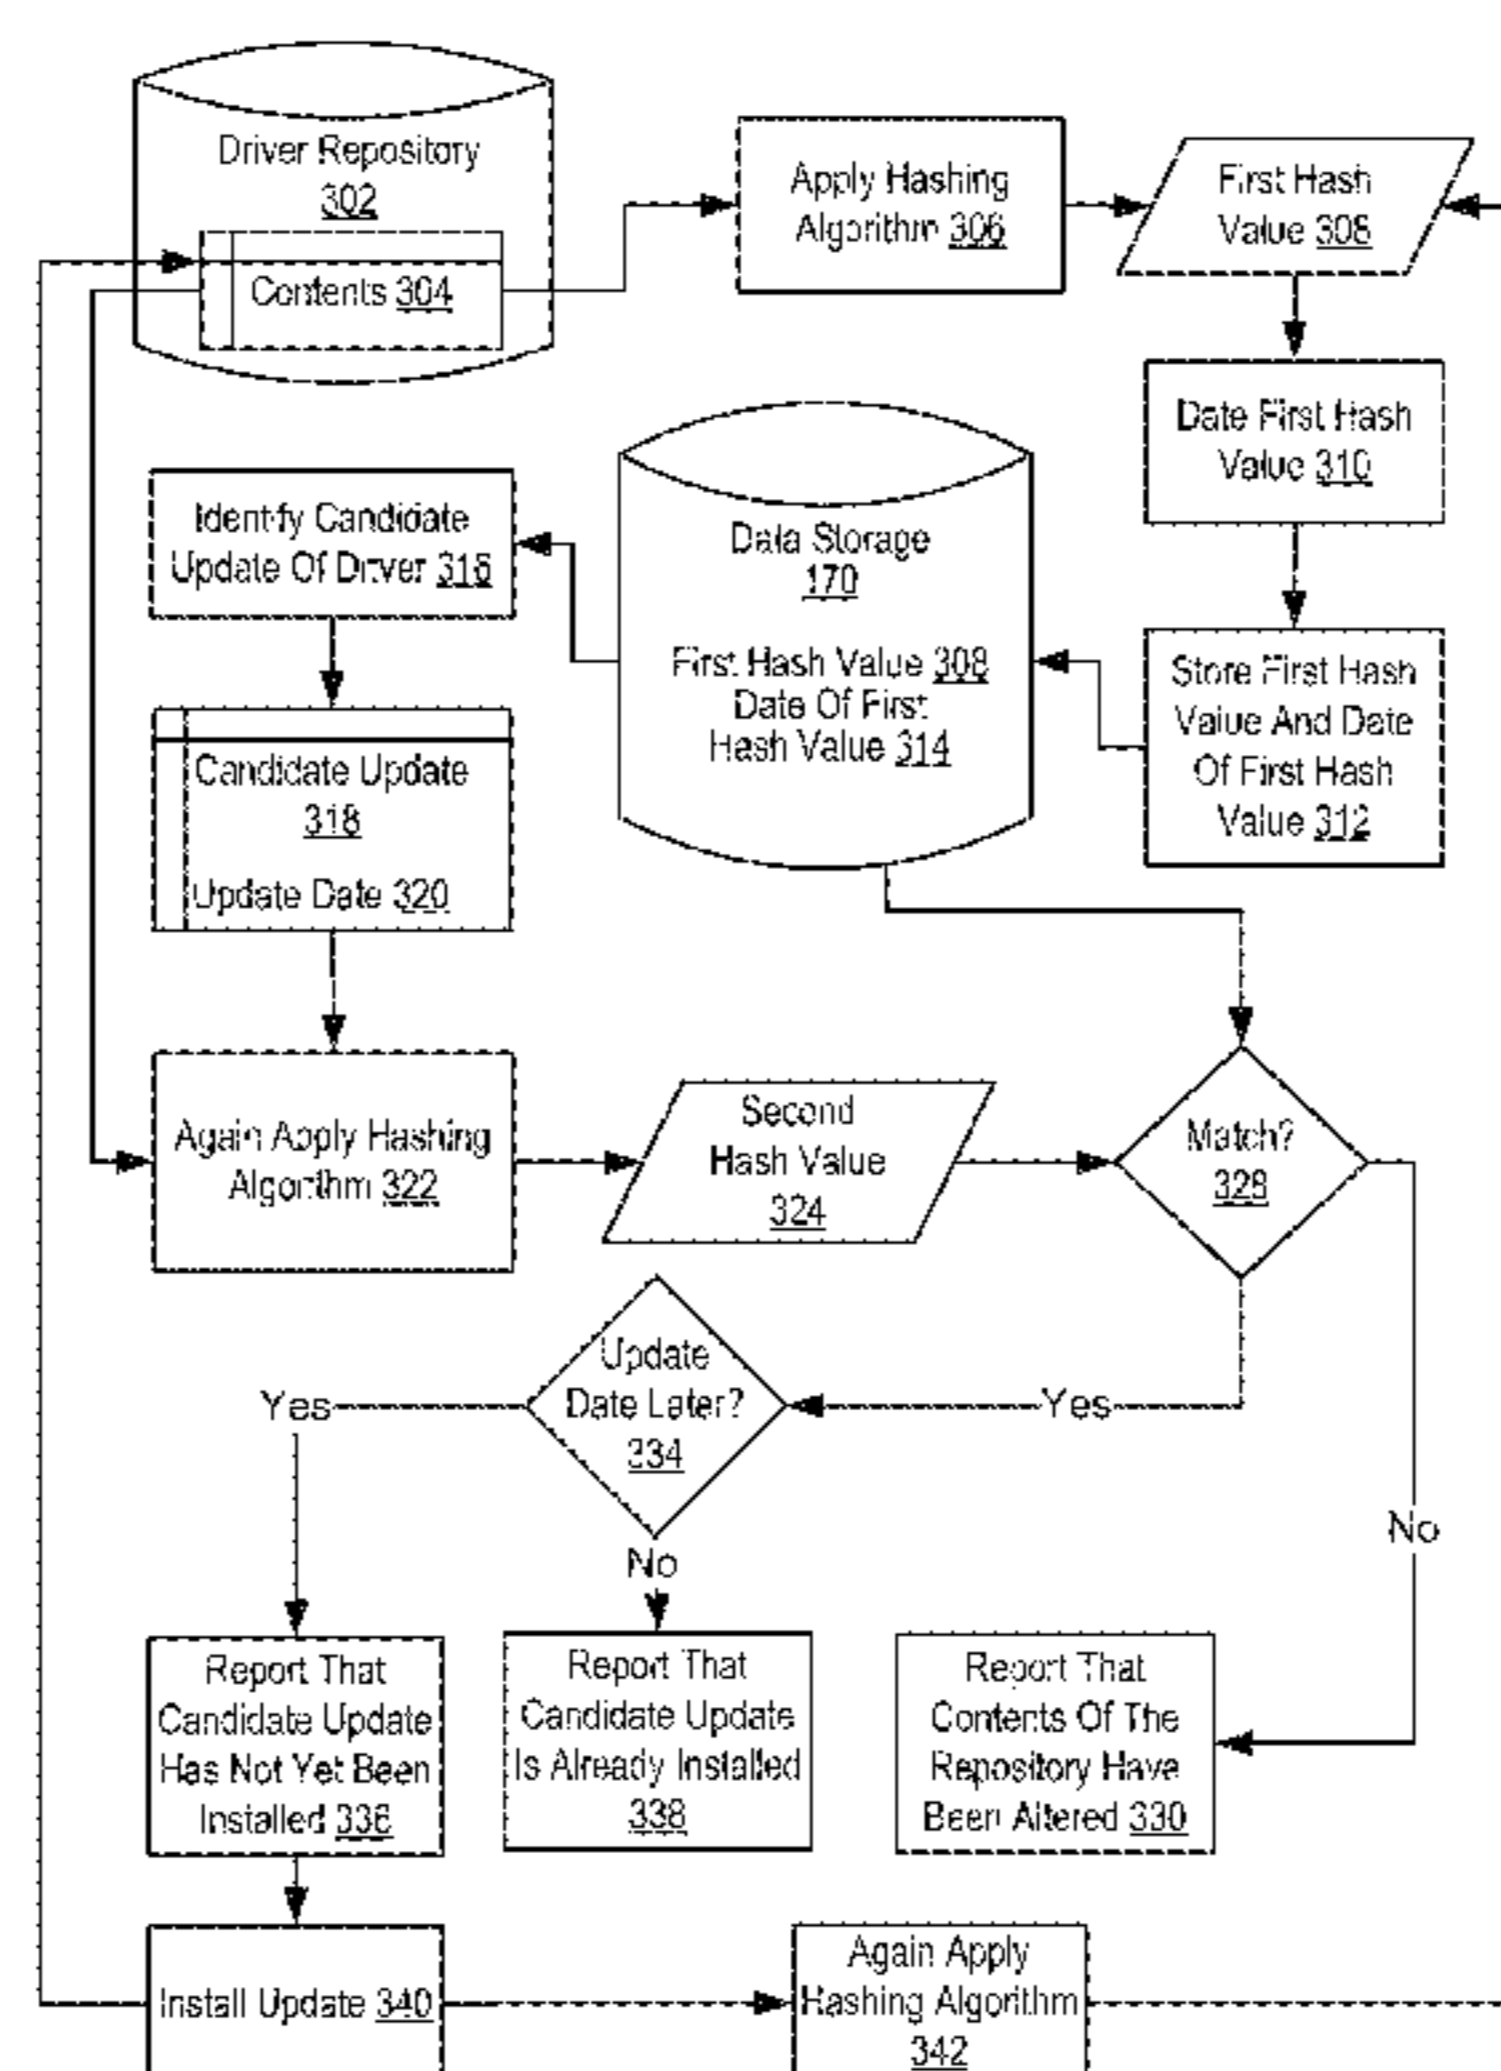 Driver Repository
302
Contents 304
Apply Hashing
Algorithm 306
First Hash
Value 308
Date First Hash
Value 310
Identify Candidate
Update Of Driver 316
Data Storage
170
First Hash Value 308
Date Of First
Hash Value 314
Store First Hash
Value And Date
Of First Hash
Value 312
Candidate Update
318
Update Date 320
Again Apply Hashing
Algorithm 322
Second
Hash Value
324
Match?
328
Update
Date Later?
334
Yes
Yes
No
No
Report That
Candidate Update
Has Not Yet Been
Installed 336
Report That
Candidate Update
Is Already Installed
338
Report That
Contents Of The
Repository Have
Been Altered 330
Install Update 340
Again Apply
Hashing Algorithm
342